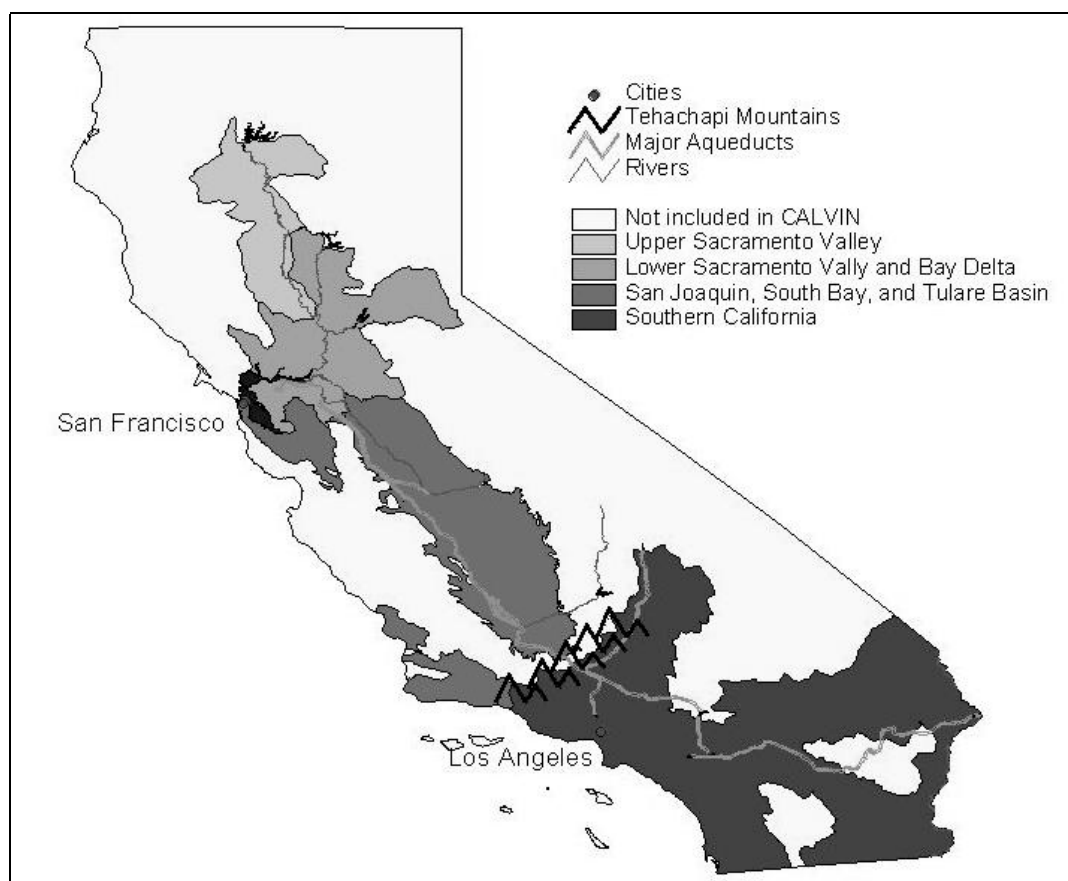 Cities
Tehachapi Mountains
Major Aqueducts
Rivers
Not included in CALVIN
Upper Sacramento Valley
Lower Sacramento Vally and Bay Delta
San Joaquin, South Bay, and Tulare Basin
Southern California
San Francisco
Los Angeles